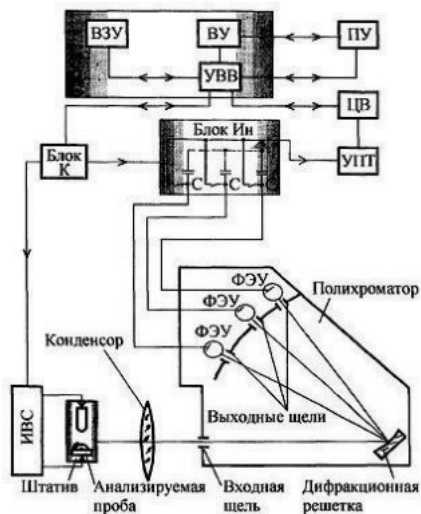 ВЗУ
ВУ
ПУ
УВВ
ЦВ
Блок Ин
Блок
К
С
С
УПТ
ФЭУ
ФЭУ
ФЭУ
Полихроматор
Конденсор
Выходные щели
ИВС
Штатив
Анализируемая
проба
Входная
щель
Дифракционная
решетка